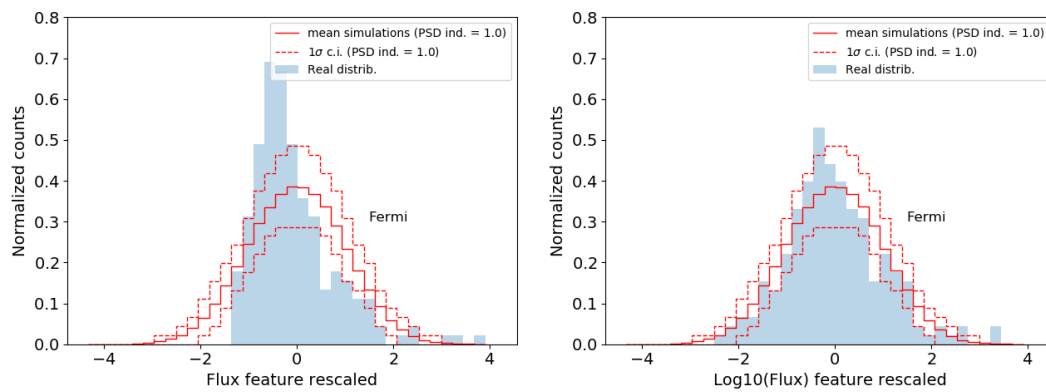 0.8
0.7
0.6
0.5
0.4
0.3
0.2
0.1
0.0
Normalized counts
mean simulations (PSD ind. = 1.0)
1σ c.i. (PSD ind. = 1.0)
Real distrib.
Fermi
−4 −2 0 2 4
Flux feature rescaled
0.8
0.7
0.6
0.5
0.4
0.3
0.2
0.1
0.0
Normalized counts
mean simulations (PSD ind. = 1.0)
1σ c.i. (PSD ind. = 1.0)
Real distrib.
Fermi
−4 −2 0 2 4
Log10(Flux) feature rescaled